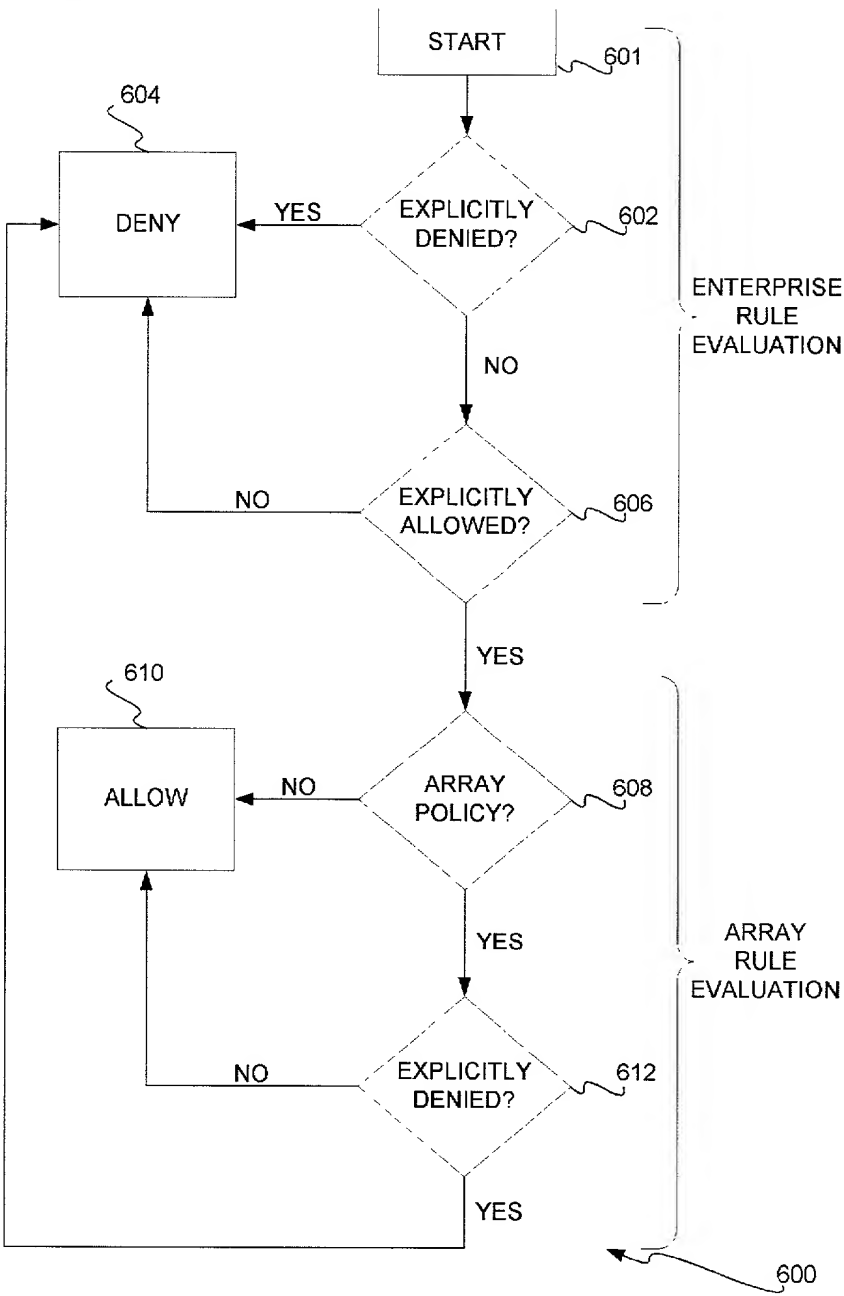 START
601
604
DENY
YES
EXPLICITLY
DENIED?
602
ENTERPRISE
RULE
EVALUATION
NO
NO
EXPLICITLY
ALLOWED?
606
YES
610
ALLOW
NO
ARRAY
POLICY?
608
YES
ARRAY
RULE
EVALUATION
NO
EXPLICITLY
DENIED?
612
YES
600